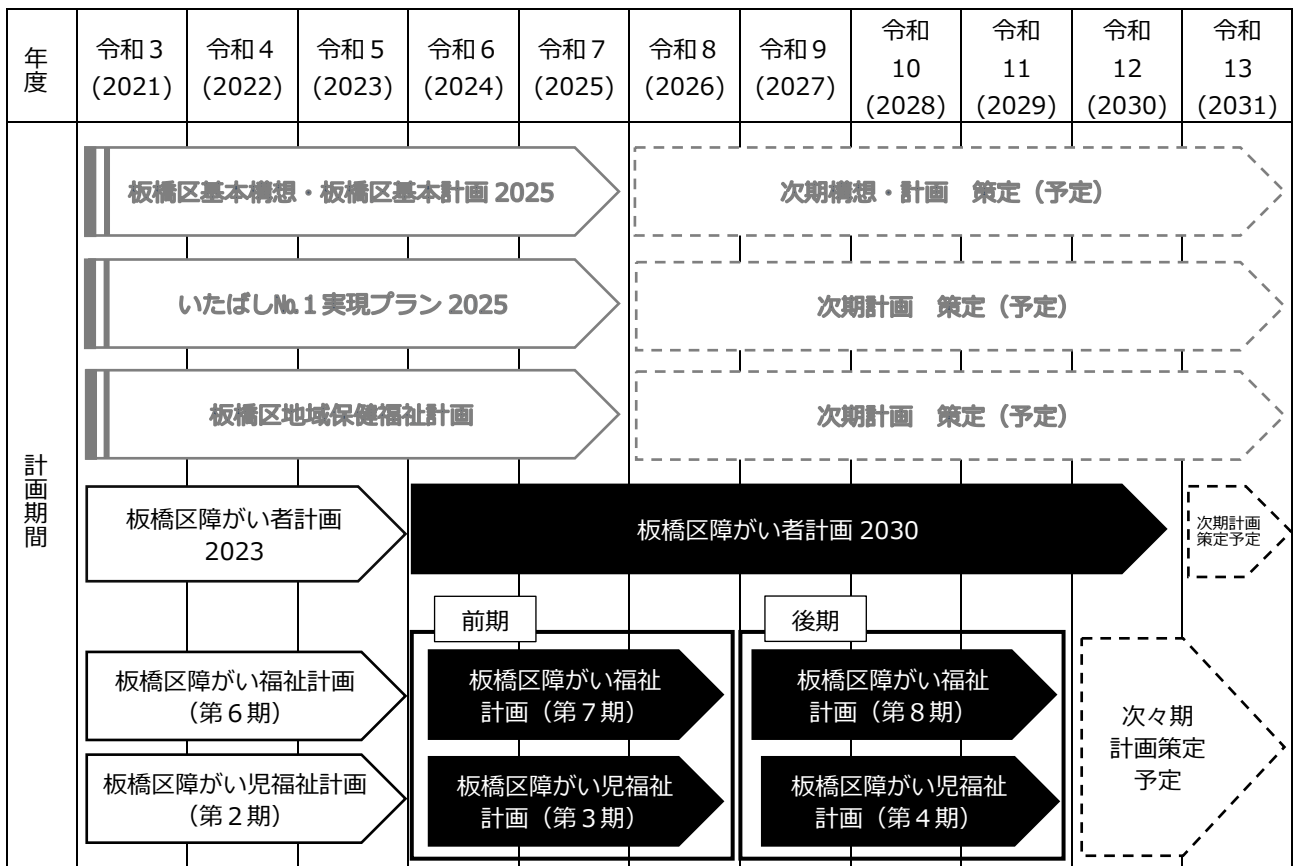 年度
令和3
(2021)
令和4
(2022)
令和5
(2023)
令和6
(2024)
令和7
(2025)
令和8
(2026)
令和9
(2027)
令和
10
(2028)
令和
11
(2029)
令和
12
(2030)
令和
13
(2031)
計画期間
板橋区基本構想・板橋区基本計画 2025
次期構想・計画　策定（予定）
いたばし№1実現プラン 2025
次期計画　策定（予定）
板橋区地域保健福祉計画
次期計画　策定（予定）
板橋区障がい者計画
2023
板橋区障がい者計画 2030
次期計画
策定予定
前期
後期
板橋区障がい福祉計画
（第６期）
板橋区障がい福祉
計画（第７期）
板橋区障がい福祉
計画（第８期）
板橋区障がい児福祉計画
（第２期）
板橋区障がい児福祉
計画（第３期）
板橋区障がい児福祉
計画（第４期）
次々期
計画策定
予定